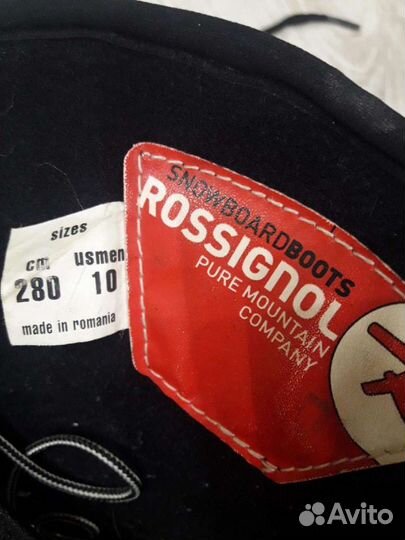 sizes
cm usmen
280 10
made in romania
SNOWBOARDBOOTS
ROSSIGNOL
PURE MOUNTAIN
COMPANY
Avito